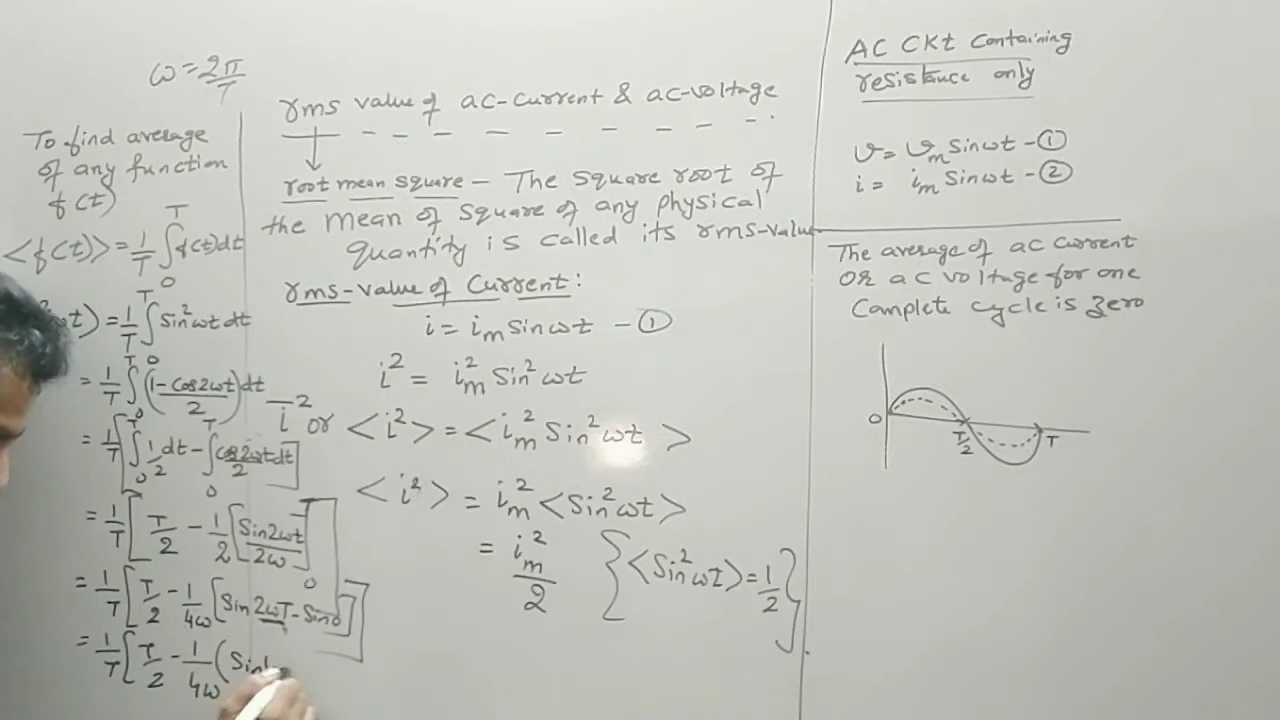 ω = 2π/T
To find average
of any function
f(t)
<f(t)> = 1/T ∫₀ᵀ f(t)dt
ωt) = 1/T ∫₀ᵀ Sin²ωt dt
= 1/T ∫₀ᵀ (1-Cos2ωt)/2 dt
= 1/T [∫₀ᵀ 1/2 dt - ∫₀ᵀ Cos2ωt dt/2]
= 1/T [T/2 - 1/2 [Sin2ωt/2ω]₀ᵀ]
= 1/T [T/2 - 1/4ω [Sin2ωT - Sin0]]
= 1/T [T/2 - 1/4ω (Sin
rms value of ac-current & ac-voltage
root mean square - The square root of
the mean of square of any physical
quantity is called its rms-value
rms-value of Current:
i = i_m Sinωt - ①
i² = i_m² Sin²ωt
i̅² or <i²> = <i_m² Sin²ωt>
<i²> = i_m² <Sin²ωt>
= i_m²/2 {<Sin²ωt> = 1/2}
AC CKt Containing
resistance only
v = v_m Sinωt - ①
i = i_m Sinωt - ②
The average of ac current
OR ac voltage for one
Complete cycle is zero
O T/2 T